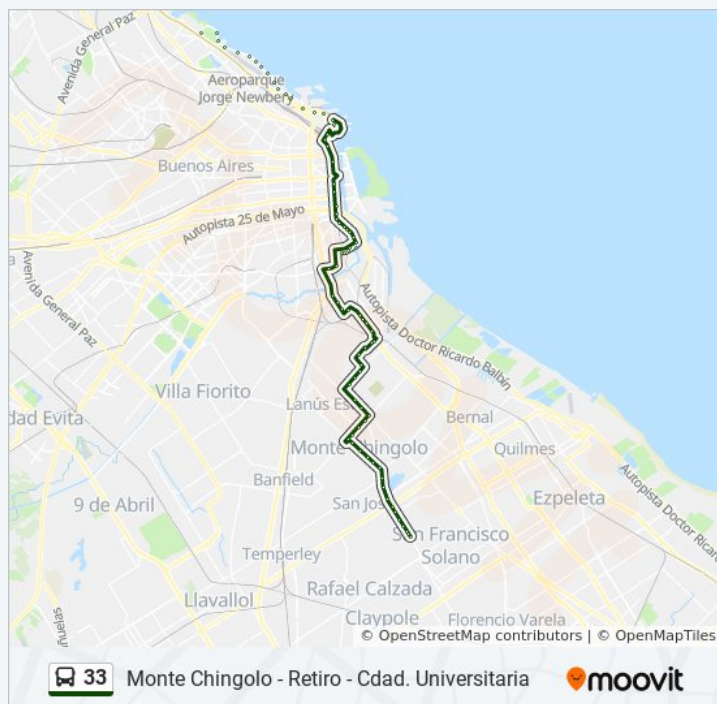 Avenida General Paz
Aeroparque
Jorge Newbery
Buenos Aires
Autopista 25 de Mayo
Avenida General Paz
Autopista Doctor Ricardo Balbín
Villa Fiorito
Lanús Es
dad Evita
Bernal
Monte Chingolo
Quilmes
Banfield
9 de Abril
San Jos
Ezpeleta
Autopista Doctor Ricar
San Francisco
Solano
Temperley
Rafael Calzada
Llavallol
Claypole
Florencio Varela
© OpenStreetMap contributors | © OpenMapTiles
33 Monte Chingolo - Retiro - Cdad. Universitaria moovit